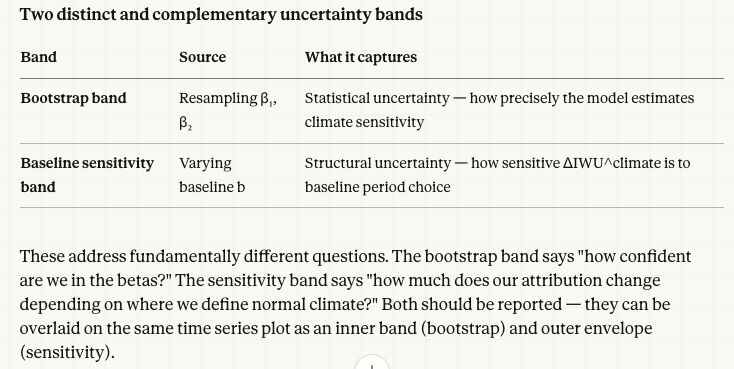 Two distinct and complementary uncertainty bands
Band Source What it captures
Bootstrap band Resampling β₁, Statistical uncertainty — how precisely the model estimates
β₂ climate sensitivity
Baseline sensitivity Varying Structural uncertainty — how sensitive ΔIWU^climate is to
band baseline b baseline period choice
These address fundamentally different questions. The bootstrap band says "how confident
are we in the betas?" The sensitivity band says "how much does our attribution change
depending on where we define normal climate?" Both should be reported — they can be
overlaid on the same time series plot as an inner band (bootstrap) and outer envelope
(sensitivity).